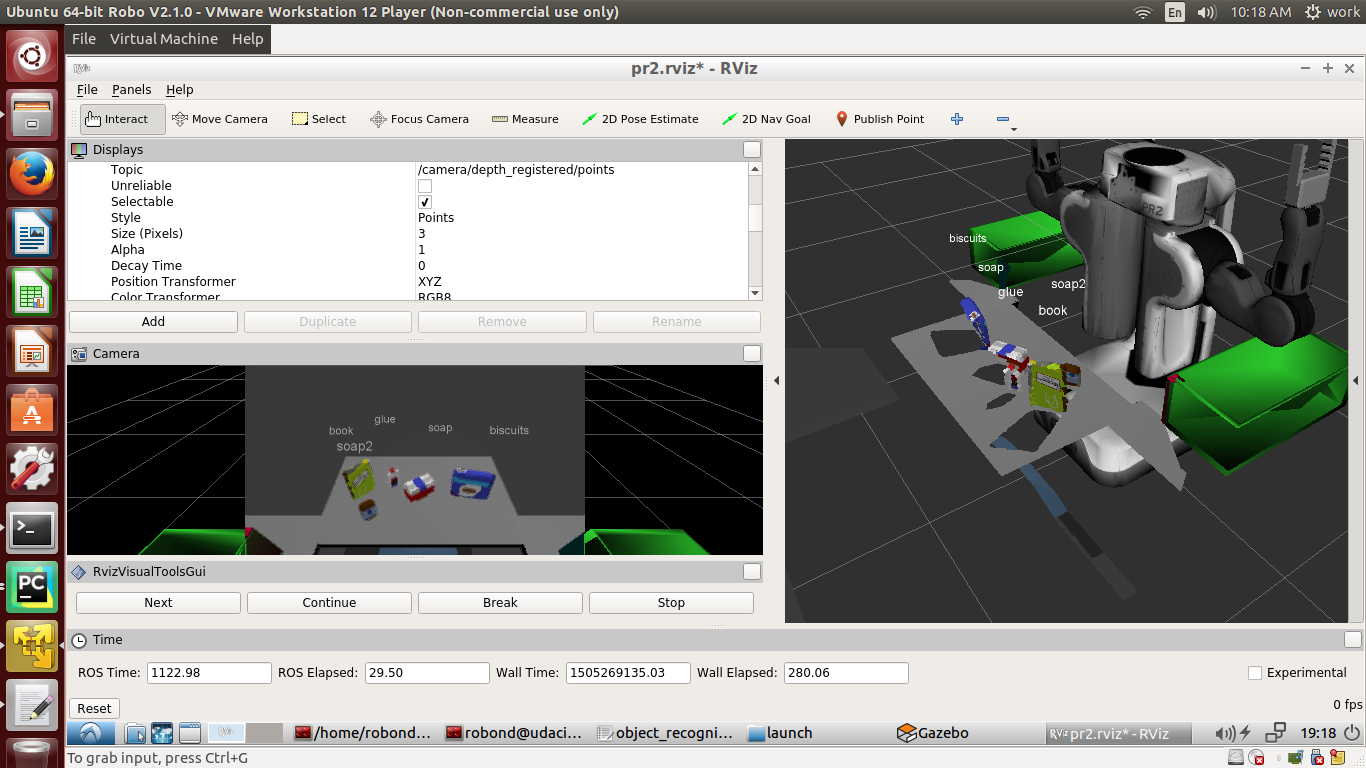 Ubuntu 64-bit Robo V2.1.0 - VMware Workstation 12 Player (Non-commercial use only)
En
10:18 AM
work
File Virtual Machine Help
RViz
pr2.rviz* - RViz
File Panels Help
Interact Move Camera Select Focus Camera Measure 2D Pose Estimate 2D Nav Goal Publish Point
Displays
Topic /camera/depth_registered/points
Unreliable
Selectable
Style Points
Size (Pixels) 3
Alpha 1
Decay Time 0
Position Transformer XYZ
Color Transformer RGB8
Add Duplicate Remove Rename
Camera
glue
book soap biscuits
soap2
PR2
biscuits
soap
soap2
glue
book
RvizVisualToolsGui
Next Continue Break Stop
Time
ROS Time: 1122.98 ROS Elapsed: 29.50 Wall Time: 1505269135.03 Wall Elapsed: 280.06 Experimental
Reset 0 fps
RViz /home/robond... robond@udaci... object_recogni... launch Gazebo RViz pr2.rviz* - RViz 19:18
To grab input, press Ctrl+G
PC